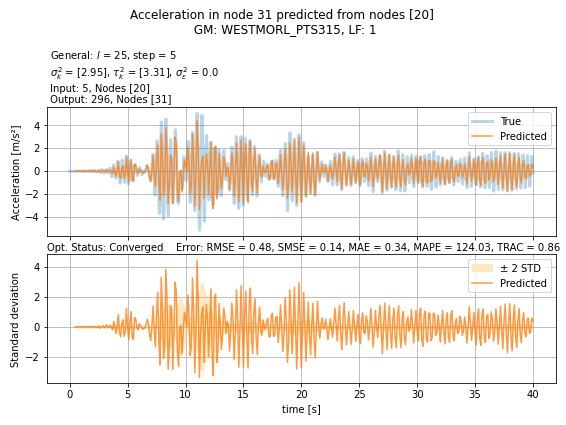 Acceleration in node 31 predicted from nodes [20]
GM: WESTMORL_PTS315, LF: 1
General: l = 25, step = 5
σ²ₖ = [2.95], τ²ₖ = [3.31], σ²ε = 0.0
Input: 5, Nodes [20]
Output: 296, Nodes [31]
Acceleration [m/s²]
4
2
0
−2
−4
True
Predicted
Opt. Status: Converged Error: RMSE = 0.48, SMSE = 0.14, MAE = 0.34, MAPE = 124.03, TRAC = 0.86
Standard deviation
4
2
0
−2
± 2 STD
Predicted
0 5 10 15 20 25 30 35 40
time [s]